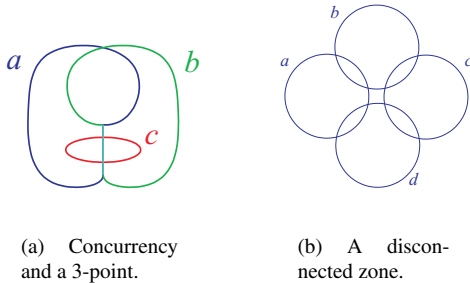 a
b
c
b
a
c
d
(a) Concurrency
and a 3-point.
(b) A discon-
nected zone.